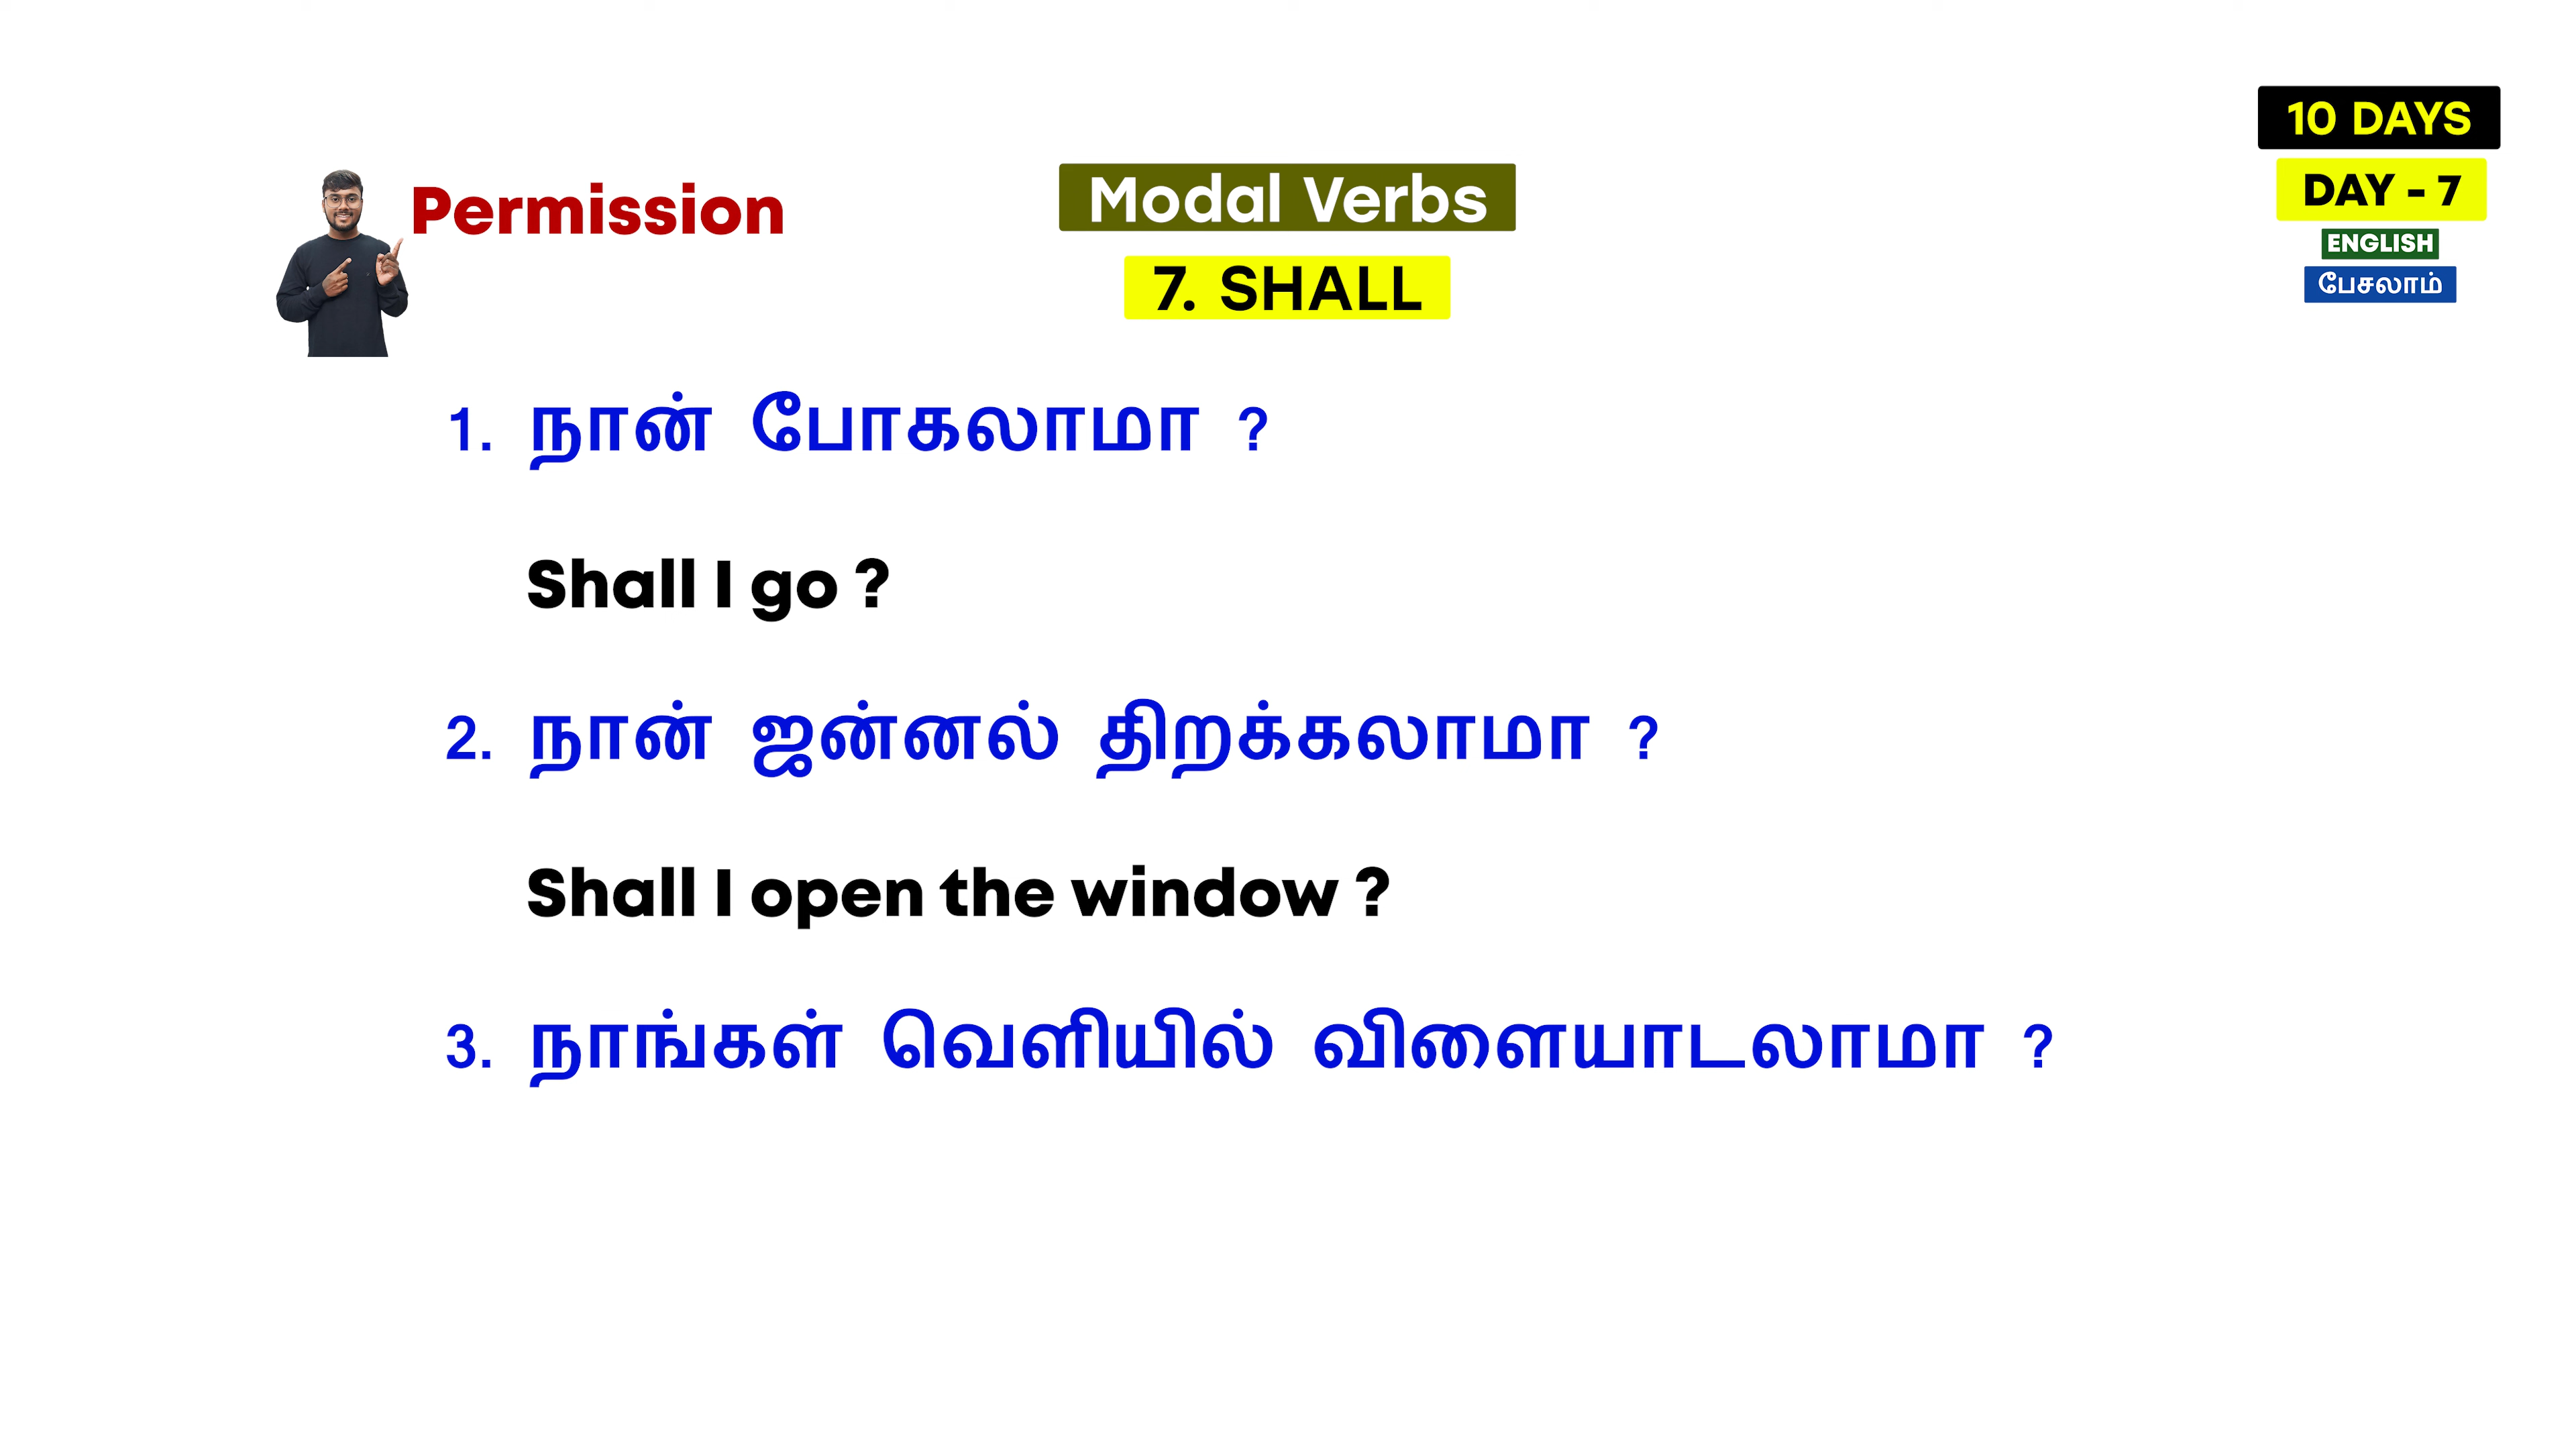 10 DAYS
DAY - 7
ENGLISH
பேசலாம்
Permission
Modal Verbs
7. SHALL
1. நான் போகலாமா ?
Shall I go ?
2. நான் ஜன்னல் திறக்கலாமா ?
Shall I open the window ?
3. நாங்கள் வெளியில் விளையாடலாமா ?